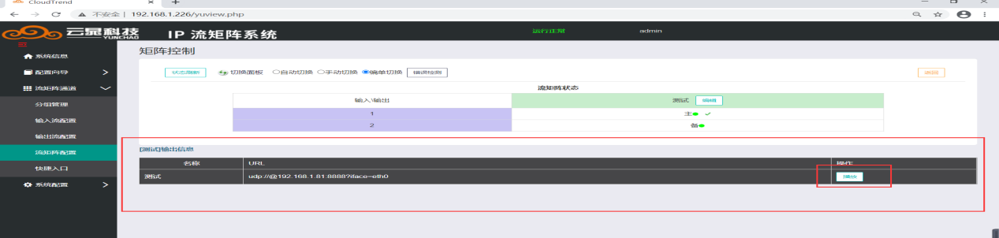 CloudTrend
不安全 | 192.168.1.226/yuview.php
云晁科技
YUNCHAO
IP 流矩阵系统
运行正常
admin
系统信息
配置向导
流矩阵通道
分组管理
输入流配置
输出流配置
流矩阵配置
快捷入口
系统配置
矩阵控制
状态刷新 切换面板 自动切换 手动切换 编单切换 错误检测 返回
流矩阵状态
输入\输出 测试 编辑
1 主
2 备
[测试]输出信息
名称 URL 操作
测试 udp://@192.168.1.81:8888?iface=eth0 播放